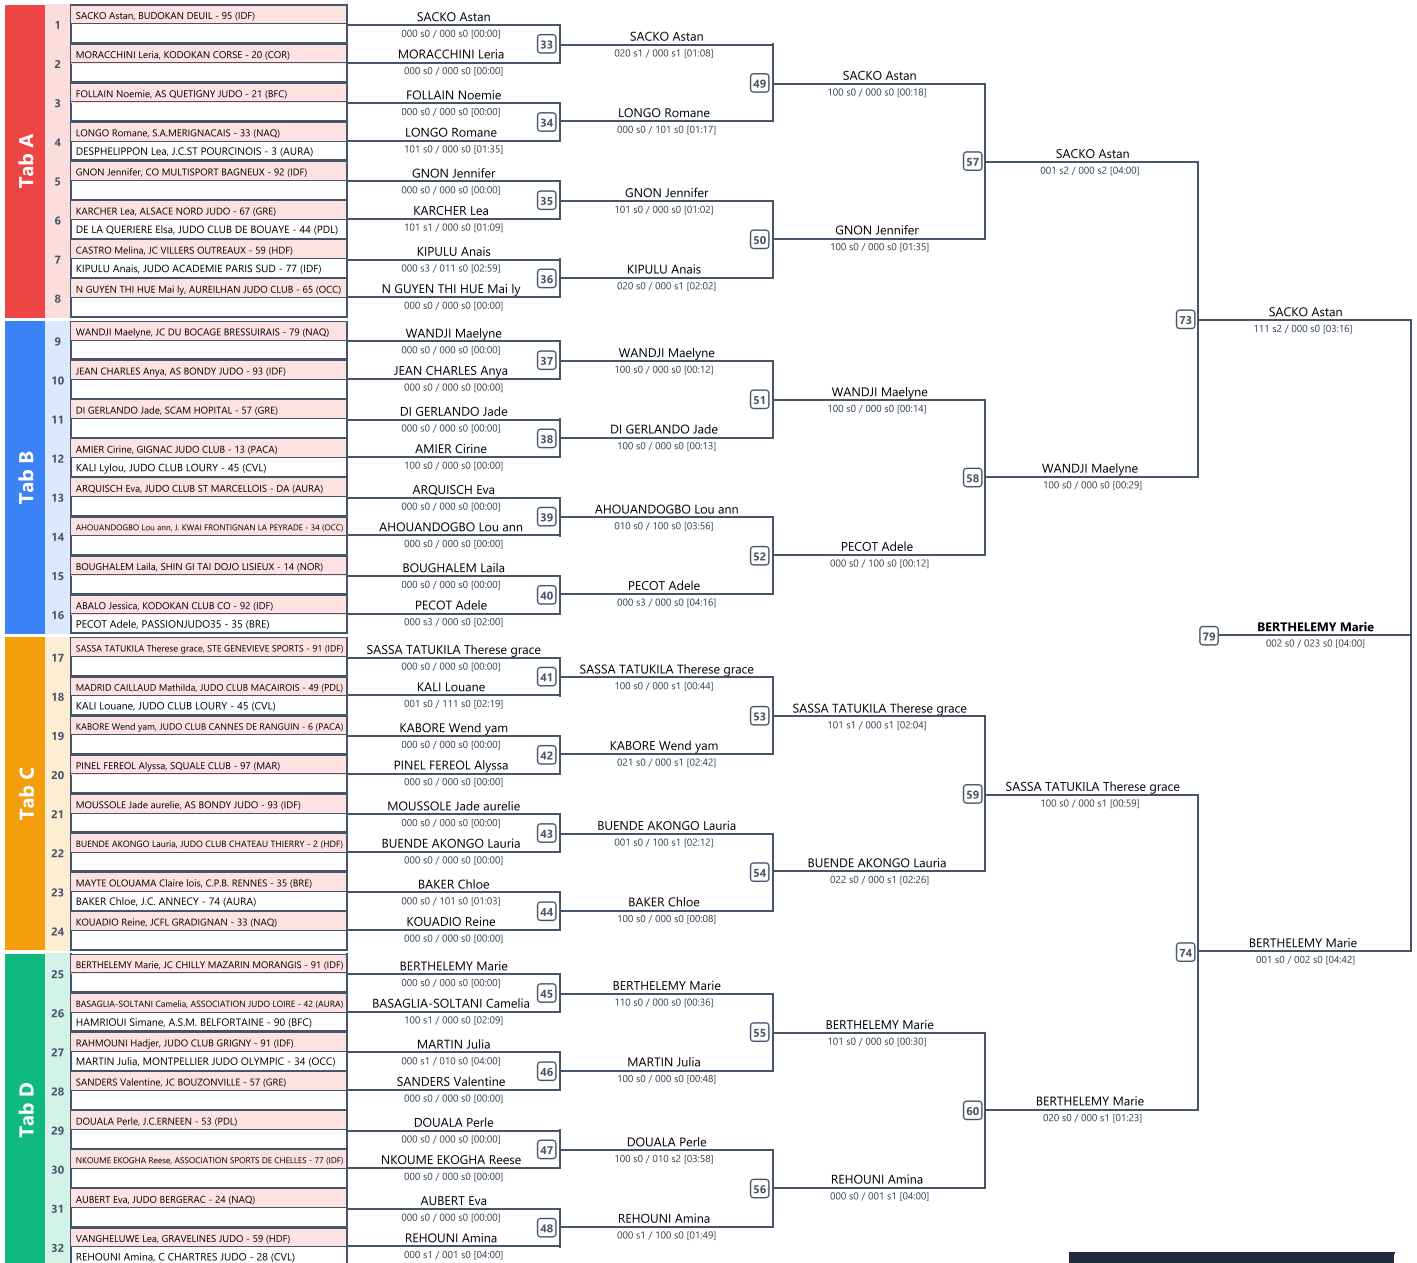 Tab A
1
SACKO Astan, BUDOKAN DEUIL - 95 (IDF)
2
MORACCHINI Leria, KODOKAN CORSE - 20 (COR)
3
FOLLAIN Noemie, AS QUETIGNY JUDO - 21 (BFC)
4
LONGO Romane, S.A.MERIGNACAIS - 33 (NAQ)
DESPHELIPPON Lea, J.C.ST POURCINOIS - 3 (AURA)
5
GNON Jennifer, CO MULTISPORT BAGNEUX - 92 (IDF)
6
KARCHER Lea, ALSACE NORD JUDO - 67 (GRE)
DE LA QUERIERE Elsa, JUDO CLUB DE BOUAYE - 44 (PDL)
7
CASTRO Melina, JC VILLERS OUTREAUX - 59 (HDF)
KIPULU Anais, JUDO ACADEMIE PARIS SUD - 77 (IDF)
8
N GUYEN THI HUE Mai ly, AUREILHAN JUDO CLUB - 65 (OCC)
Tab B
9
WANDJI Maelyne, JC DU BOCAGE BRESSUIRAIS - 79 (NAQ)
10
JEAN CHARLES Anya, AS BONDY JUDO - 93 (IDF)
11
DI GERLANDO Jade, SCAM HOPITAL - 57 (GRE)
12
AMIER Cirine, GIGNAC JUDO CLUB - 13 (PACA)
KALI Lylou, JUDO CLUB LOURY - 45 (CVL)
13
ARQUISCH Eva, JUDO CLUB ST MARCELLOIS - DA (AURA)
14
AHOUANDOGBO Lou ann, J. KWAI FRONTIGNAN LA PEYRADE - 34 (OCC)
15
BOUGHALEM Laila, SHIN GI TAI DOJO LISIEUX - 14 (NOR)
16
ABALO Jessica, KODOKAN CLUB CO - 92 (IDF)
PECOT Adele, PASSIONJUDO35 - 35 (BRE)
Tab C
17
SASSA TATUKILA Therese grace, STE GENEVIEVE SPORTS - 91 (IDF)
18
MADRID CAILLAUD Mathilda, JUDO CLUB MACAIROIS - 49 (PDL)
KALI Louane, JUDO CLUB LOURY - 45 (CVL)
19
KABORE Wend yam, JUDO CLUB CANNES DE RANGUIN - 6 (PACA)
20
PINEL FEREOL Alyssa, SQUALE CLUB - 97 (MAR)
21
MOUSSOLE Jade aurelie, AS BONDY JUDO - 93 (IDF)
22
BUENDE AKONGO Lauria, JUDO CLUB CHATEAU THIERRY - 2 (HDF)
23
MAYTE OLOUAMA Claire lois, C.P.B. RENNES - 35 (BRE)
BAKER Chloe, J.C. ANNECY - 74 (AURA)
24
KOUADIO Reine, JCFL GRADIGNAN - 33 (NAQ)
Tab D
25
BERTHELEMY Marie, JC CHILLY MAZARIN MORANGIS - 91 (IDF)
26
BASAGLIA-SOLTANI Camelia, ASSOCIATION JUDO LOIRE - 42 (AURA)
HAMRIOUI Simane, A.S.M. BELFORTAINE - 90 (BFC)
27
RAHMOUNI Hadjer, JUDO CLUB GRIGNY - 91 (IDF)
MARTIN Julia, MONTPELLIER JUDO OLYMPIC - 34 (OCC)
28
SANDERS Valentine, JC BOUZONVILLE - 57 (GRE)
29
DOUALA Perle, J.C.ERNEEN - 53 (PDL)
30
NKOUME EKOGHA Reese, ASSOCIATION SPORTS DE CHELLES - 77 (IDF)
31
AUBERT Eva, JUDO BERGERAC - 24 (NAQ)
32
VANGHELUWE Lea, GRAVELINES JUDO - 59 (HDF)
REHOUNI Amina, C CHARTRES JUDO - 28 (CVL)
SACKO Astan
000 s0 / 000 s0 [00:00]
33
MORACCHINI Leria
000 s0 / 000 s0 [00:00]
FOLLAIN Noemie
000 s0 / 000 s0 [00:00]
34
LONGO Romane
101 s0 / 000 s0 [01:35]
GNON Jennifer
000 s0 / 000 s0 [00:00]
35
KARCHER Lea
101 s1 / 000 s0 [01:09]
KIPULU Anais
000 s3 / 011 s0 [02:59]
36
N GUYEN THI HUE Mai ly
000 s0 / 000 s0 [00:00]
WANDJI Maelyne
000 s0 / 000 s0 [00:00]
37
JEAN CHARLES Anya
000 s0 / 000 s0 [00:00]
DI GERLANDO Jade
000 s0 / 000 s0 [00:00]
38
AMIER Cirine
100 s0 / 000 s0 [00:00]
ARQUISCH Eva
000 s0 / 000 s0 [00:00]
39
AHOUANDOGBO Lou ann
000 s0 / 000 s0 [00:00]
BOUGHALEM Laila
000 s0 / 000 s0 [00:00]
40
PECOT Adele
000 s3 / 000 s0 [02:00]
SASSA TATUKILA Therese grace
000 s0 / 000 s0 [00:00]
41
KALI Louane
001 s0 / 111 s0 [02:19]
KABORE Wend yam
000 s0 / 000 s0 [00:00]
42
PINEL FEREOL Alyssa
000 s0 / 000 s0 [00:00]
MOUSSOLE Jade aurelie
000 s0 / 000 s0 [00:00]
43
BUENDE AKONGO Lauria
000 s0 / 000 s0 [00:00]
BAKER Chloe
000 s0 / 101 s0 [01:03]
44
KOUADIO Reine
000 s0 / 000 s0 [00:00]
BERTHELEMY Marie
000 s0 / 000 s0 [00:00]
45
BASAGLIA-SOLTANI Camelia
100 s1 / 000 s0 [02:09]
MARTIN Julia
000 s1 / 010 s0 [04:00]
46
SANDERS Valentine
000 s0 / 000 s0 [00:00]
DOUALA Perle
000 s0 / 000 s0 [00:00]
47
NKOUME EKOGHA Reese
000 s0 / 000 s0 [00:00]
AUBERT Eva
000 s0 / 000 s0 [00:00]
48
REHOUNI Amina
000 s1 / 001 s0 [04:00]
SACKO Astan
020 s1 / 000 s1 [01:08]
49
LONGO Romane
000 s0 / 101 s0 [01:17]
GNON Jennifer
101 s0 / 000 s0 [01:02]
50
KIPULU Anais
020 s0 / 000 s1 [02:02]
WANDJI Maelyne
100 s0 / 000 s0 [00:12]
51
DI GERLANDO Jade
100 s0 / 000 s0 [00:13]
AHOUANDOGBO Lou ann
010 s0 / 100 s0 [03:56]
52
PECOT Adele
000 s3 / 000 s0 [04:16]
SASSA TATUKILA Therese grace
100 s0 / 000 s1 [00:44]
53
KABORE Wend yam
021 s0 / 000 s1 [02:42]
BUENDE AKONGO Lauria
001 s0 / 100 s1 [02:12]
54
BAKER Chloe
100 s0 / 000 s0 [00:08]
BERTHELEMY Marie
110 s0 / 000 s0 [00:36]
55
MARTIN Julia
100 s0 / 000 s0 [00:48]
DOUALA Perle
100 s0 / 010 s2 [03:58]
56
REHOUNI Amina
000 s1 / 100 s0 [01:49]
SACKO Astan
100 s0 / 000 s0 [00:18]
57
GNON Jennifer
100 s0 / 000 s0 [01:35]
WANDJI Maelyne
100 s0 / 000 s0 [00:14]
58
PECOT Adele
000 s0 / 100 s0 [00:12]
SASSA TATUKILA Therese grace
101 s1 / 000 s1 [02:04]
59
BUENDE AKONGO Lauria
022 s0 / 000 s1 [02:26]
BERTHELEMY Marie
101 s0 / 000 s0 [00:30]
60
REHOUNI Amina
000 s0 / 001 s1 [04:00]
SACKO Astan
001 s2 / 000 s2 [04:00]
73
WANDJI Maelyne
100 s0 / 000 s0 [00:29]
SASSA TATUKILA Therese grace
100 s0 / 000 s1 [00:59]
74
BERTHELEMY Marie
020 s0 / 000 s1 [01:23]
SACKO Astan
111 s2 / 000 s0 [03:16]
79
BERTHELEMY Marie
002 s0 / 023 s0 [04:00]
BERTHELEMY Marie
001 s0 / 002 s0 [04:42]